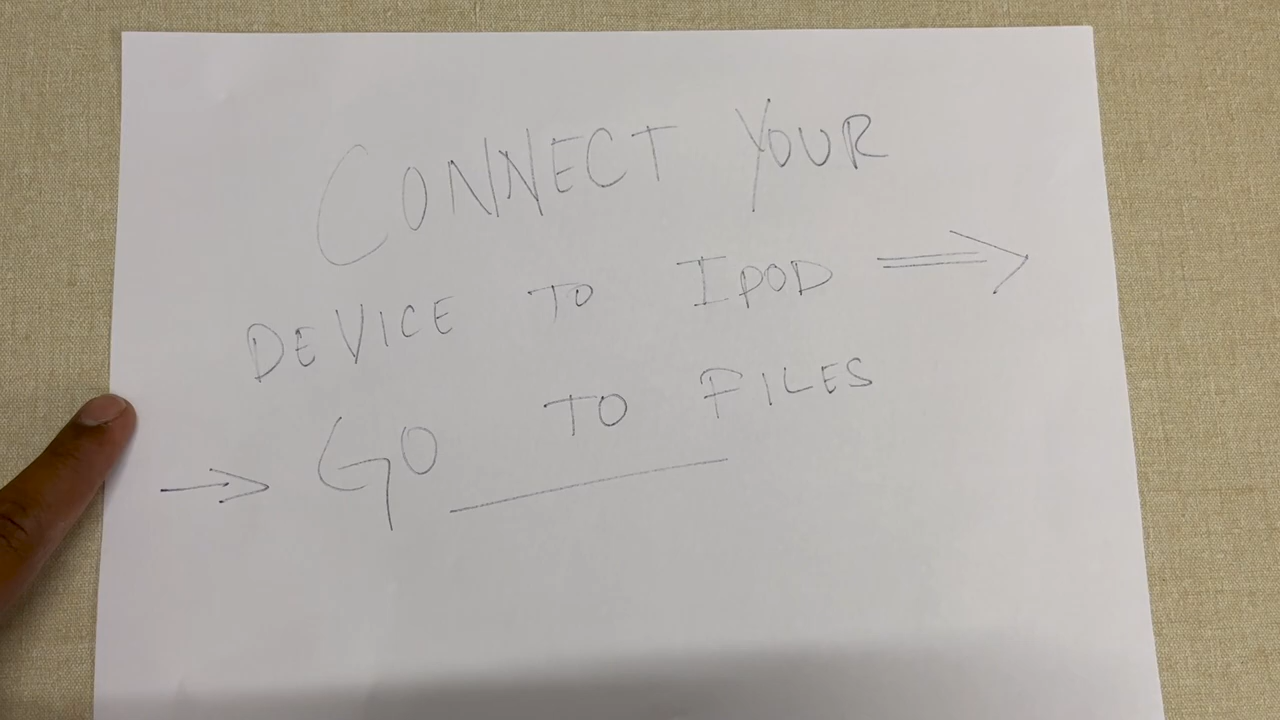 CONNECT YOUR
DEVICE TO IPOD ⇒
→ GO TO FILES